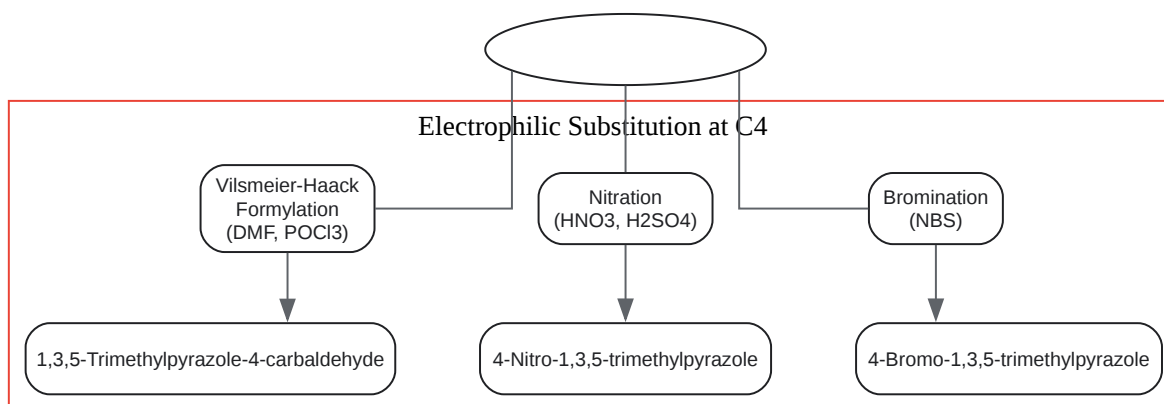 Electrophilic Substitution at C4
Vilsmeier-Haack
Formylation
(DMF, POCl3)
Nitration
(HNO3, H2SO4)
Bromination
(NBS)
1,3,5-Trimethylpyrazole-4-carbaldehyde
4-Nitro-1,3,5-trimethylpyrazole
4-Bromo-1,3,5-trimethylpyrazole